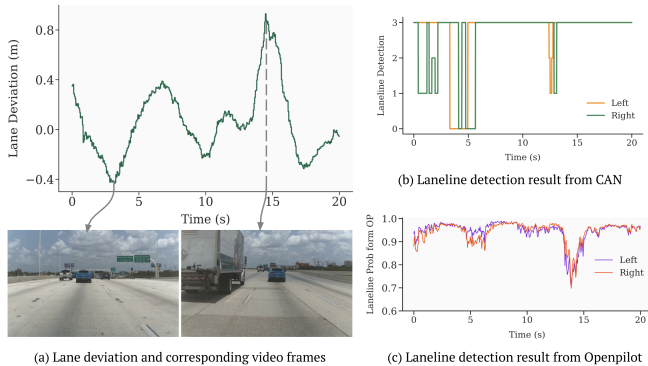 Lane Deviation (m)
0.8
0.4
0.0
−0.4
0
5
10
15
20
Time (s)
(a) Lane deviation and corresponding video frames
Laneline Detection
3
2
1
0
0
5
10
15
20
Time (s)
Left
Right
(b) Laneline detection result from CAN
Laneline Prob form OP
1.0
0.9
0.8
0.7
0.6
0
5
10
15
20
Time (s)
Left
Right
(c) Laneline detection result from Openpilot